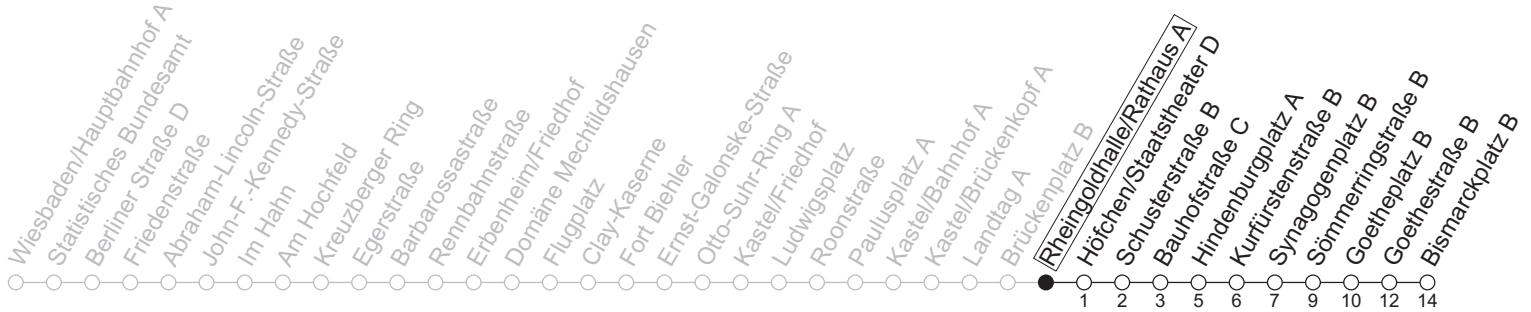 Wiesbaden/Hauptbahnhof A
Statistisches Bundesamt
Berliner Straße D
Friedenstraße
Abraham-Lincoln-Straße
John-F.-Kennedy-Straße
Im Hahn
Am Hochfeld
Kreuzberger Ring
Egerstraße
Barbarossastraße
Rennbahnstraße
Erbenheim/Friedhof
Domäne Mechtildshausen
Flugplatz
Clay-Kaserne
Fort Biehler
Ernst-Galonske-Straße
Otto-Suhr-Ring A
Kastel/Friedhof
Ludwigsplatz
Roonstraße
Paulusplatz A
Kastel/Bahnhof A
Kastel/Brückenkopf A
Landtag A
Brückenplatz B
Rheingoldhalle/Rathaus A
Höfchen/Staatstheater D
Schusterstraße B
Bauhofstraße C
Hindenburgplatz A
Kurfürstenstraße B
Synagogenplatz B
Sömmerringstraße B
Goetheplatz B
Goethestraße B
Bismarckplatz B
1 2 3 5 6 7 9 10 12 14